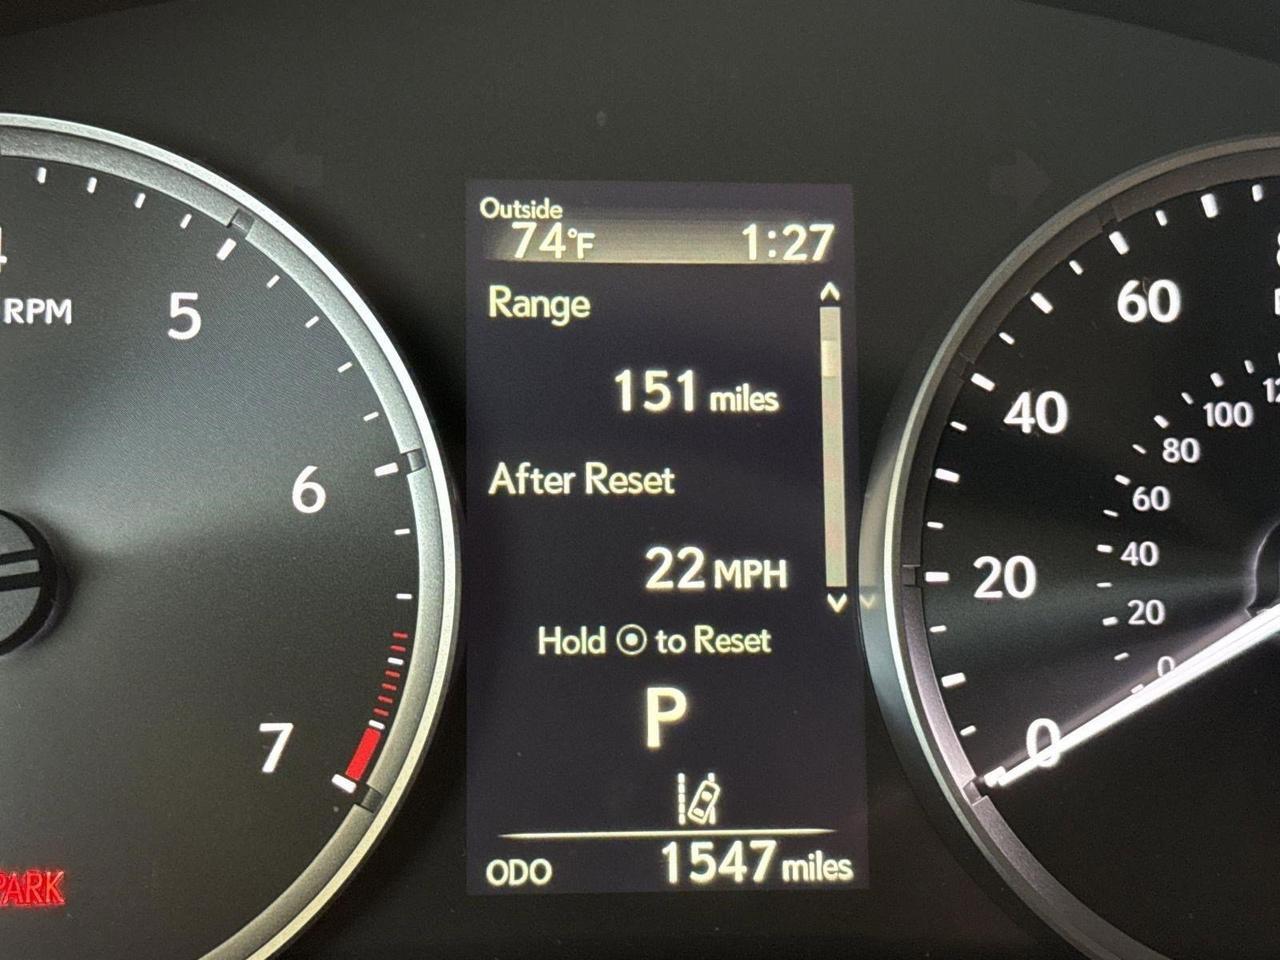 Outside
74°F 1:27
Range
151 miles
After Reset
22 MPH
Hold to Reset
P
ODO 1547 miles
RPM
5
6
7
PARK
60
40
20
0
100
80
60
40
20
0